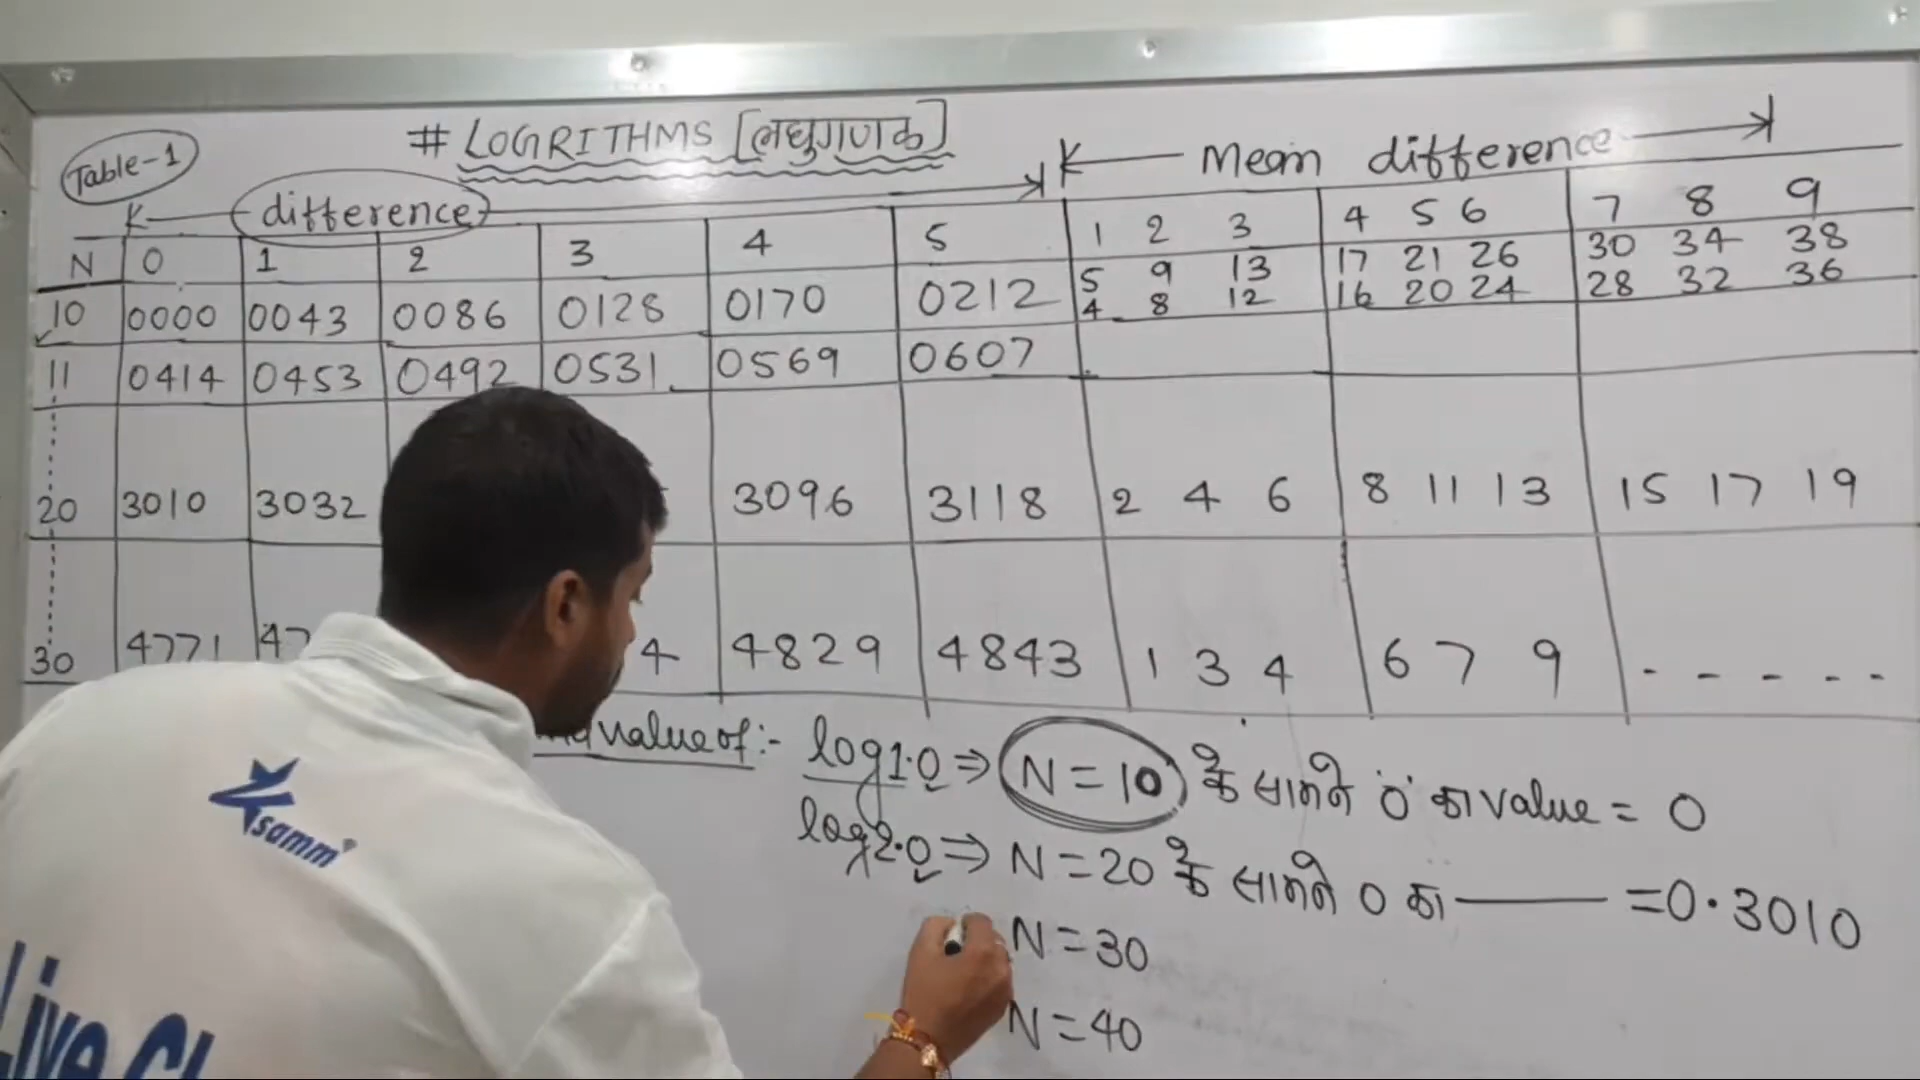 # LOGRITHMS [लघुगणक]
Table-1
difference
Mean difference
N 0 1 2 3 4 5 1 2 3 4 5 6 7 8 9
10 0000 0043 0086 0128 0170 0212 5 9 13 17 21 26 30 34 38
4 8 12 16 20 24 28 32 36
11 0414 0453 0492 0531 0569 0607
20 3010 3032 3096 3118 2 4 6 8 11 13 15 17 19
30 4771 47 4 4829 4843 1 3 4 6 7 9 - - - - -
value of :- log1.0 ⇒ N=10 के सामने '0' का value = 0
log2.0 ⇒ N=20 के सामने 0 का —— =0.3010
N=30
N=40
samm
Live